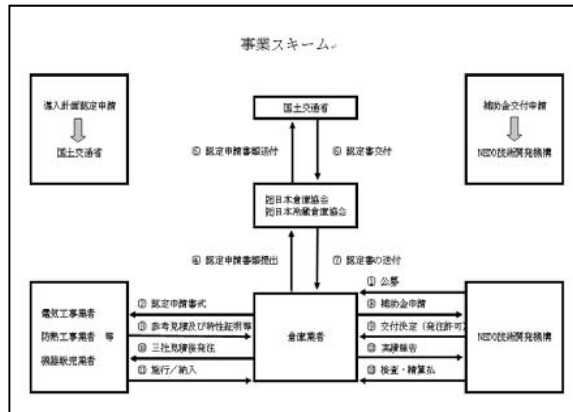 事業スキーム
導入計画認定申請
国土交通省
国土交通省
補助金交付申請
NEDO技術開発機構
⑤ 認定申請書類送付
⑥ 認定書交付
㈳日本倉庫協会
㈳日本冷蔵倉庫協会
④ 認定申請書類提出
⑦ 認定書の送付
① 公募
② 認定申請書式
⑧ 補助金申請
電気工事業者
防熱工事業者 等
機器販売業者
③ 参考見積及び特性証明等
倉庫業者
⑨ 交付決定(発注許可)
NEDO技術開発機構
⑩ 三社見積後発注
⑫ 実績報告
⑪ 施行/納入
⑬ 検査・精算払